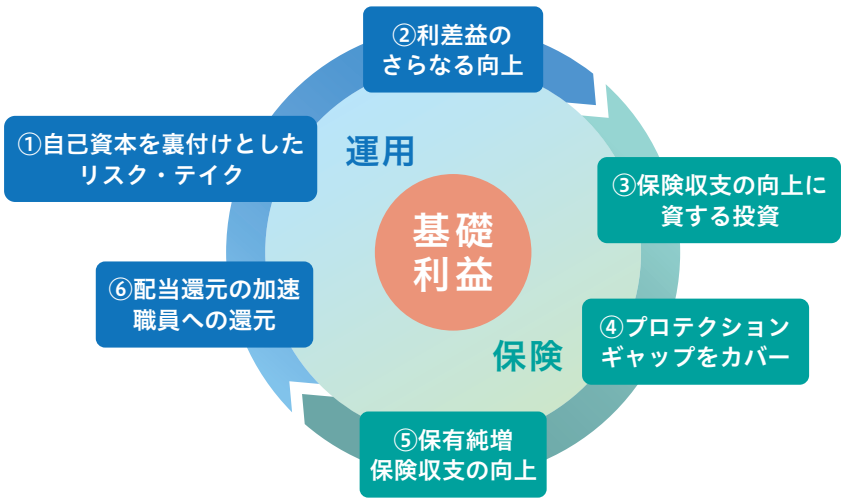 ②利差益の
さらなる向上
①自己資本を裏付けとした
リスク・テイク
運用
③保険収支の向上に
資する投資
基礎
利益
⑥配当還元の加速
職員への還元
保険
④プロテクション
ギャップをカバー
⑤保有純増
保険収支の向上